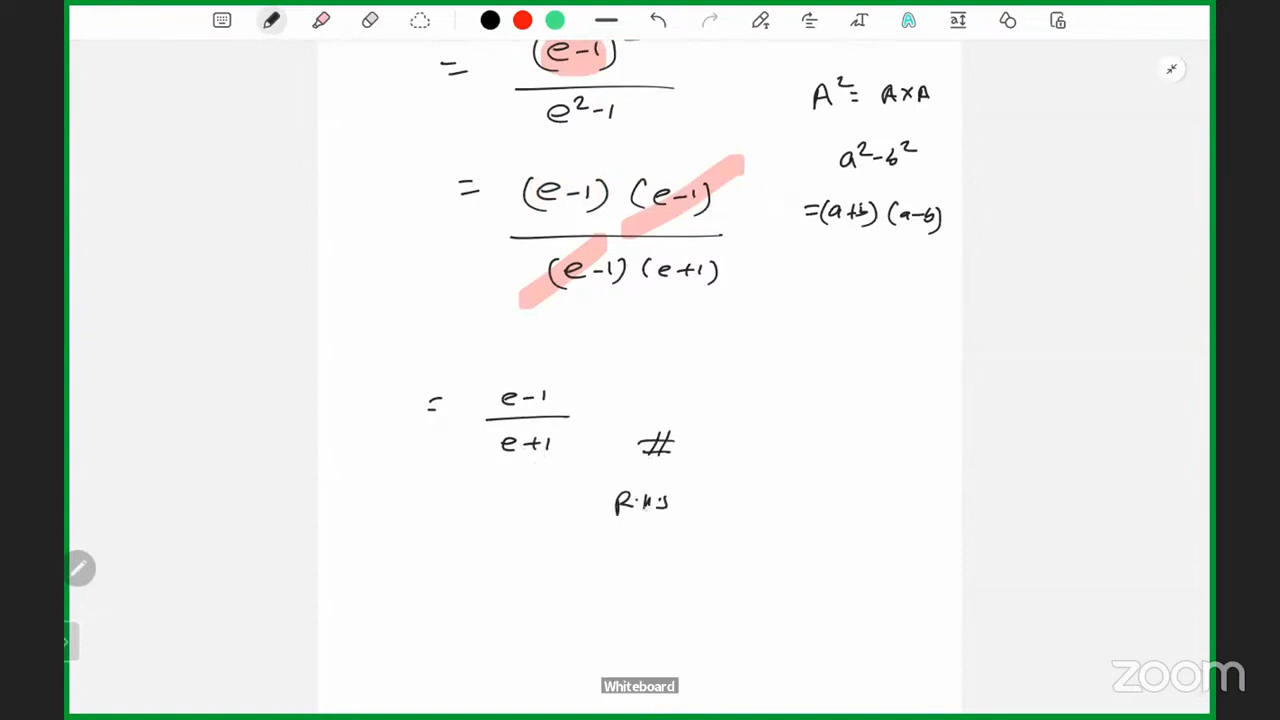 = (e-1)
e²-1
A² = A×A
a²-b²
= (a+b) (a-b)
= (e-1) (e-1)
(e-1) (e+1)
= e-1
e+1 #
R.H.S
Whiteboard
zoom